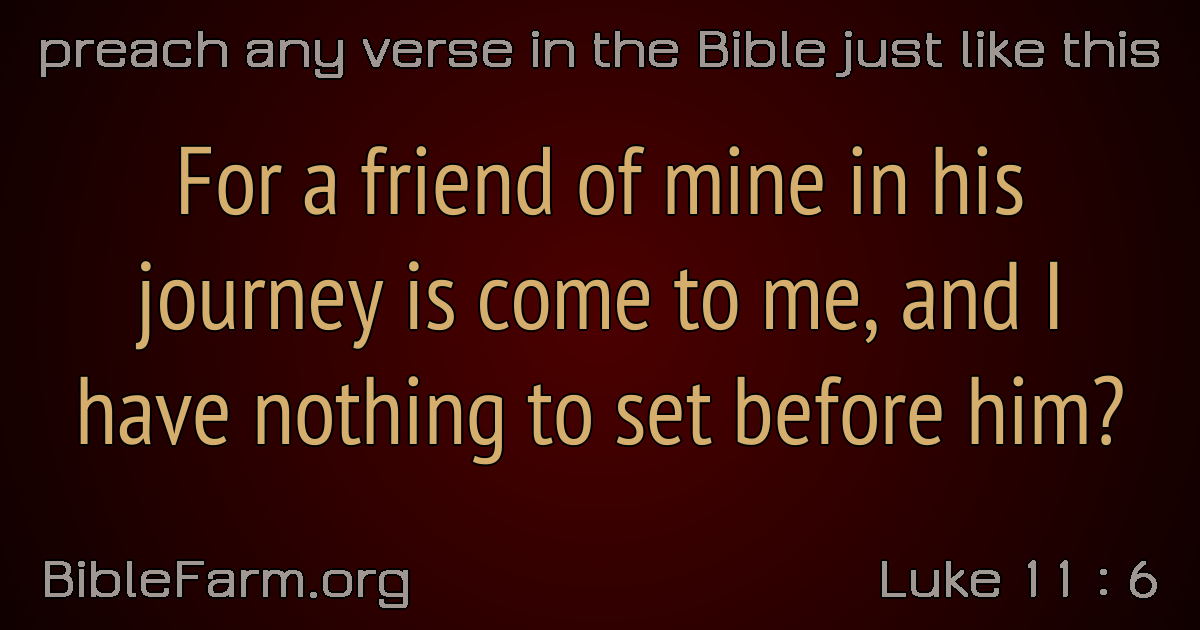 preach any verse in the Bible just like this
For a friend of mine in his
journey is come to me, and I
have nothing to set before him?
BibleFarm.org
Luke 11 : 6